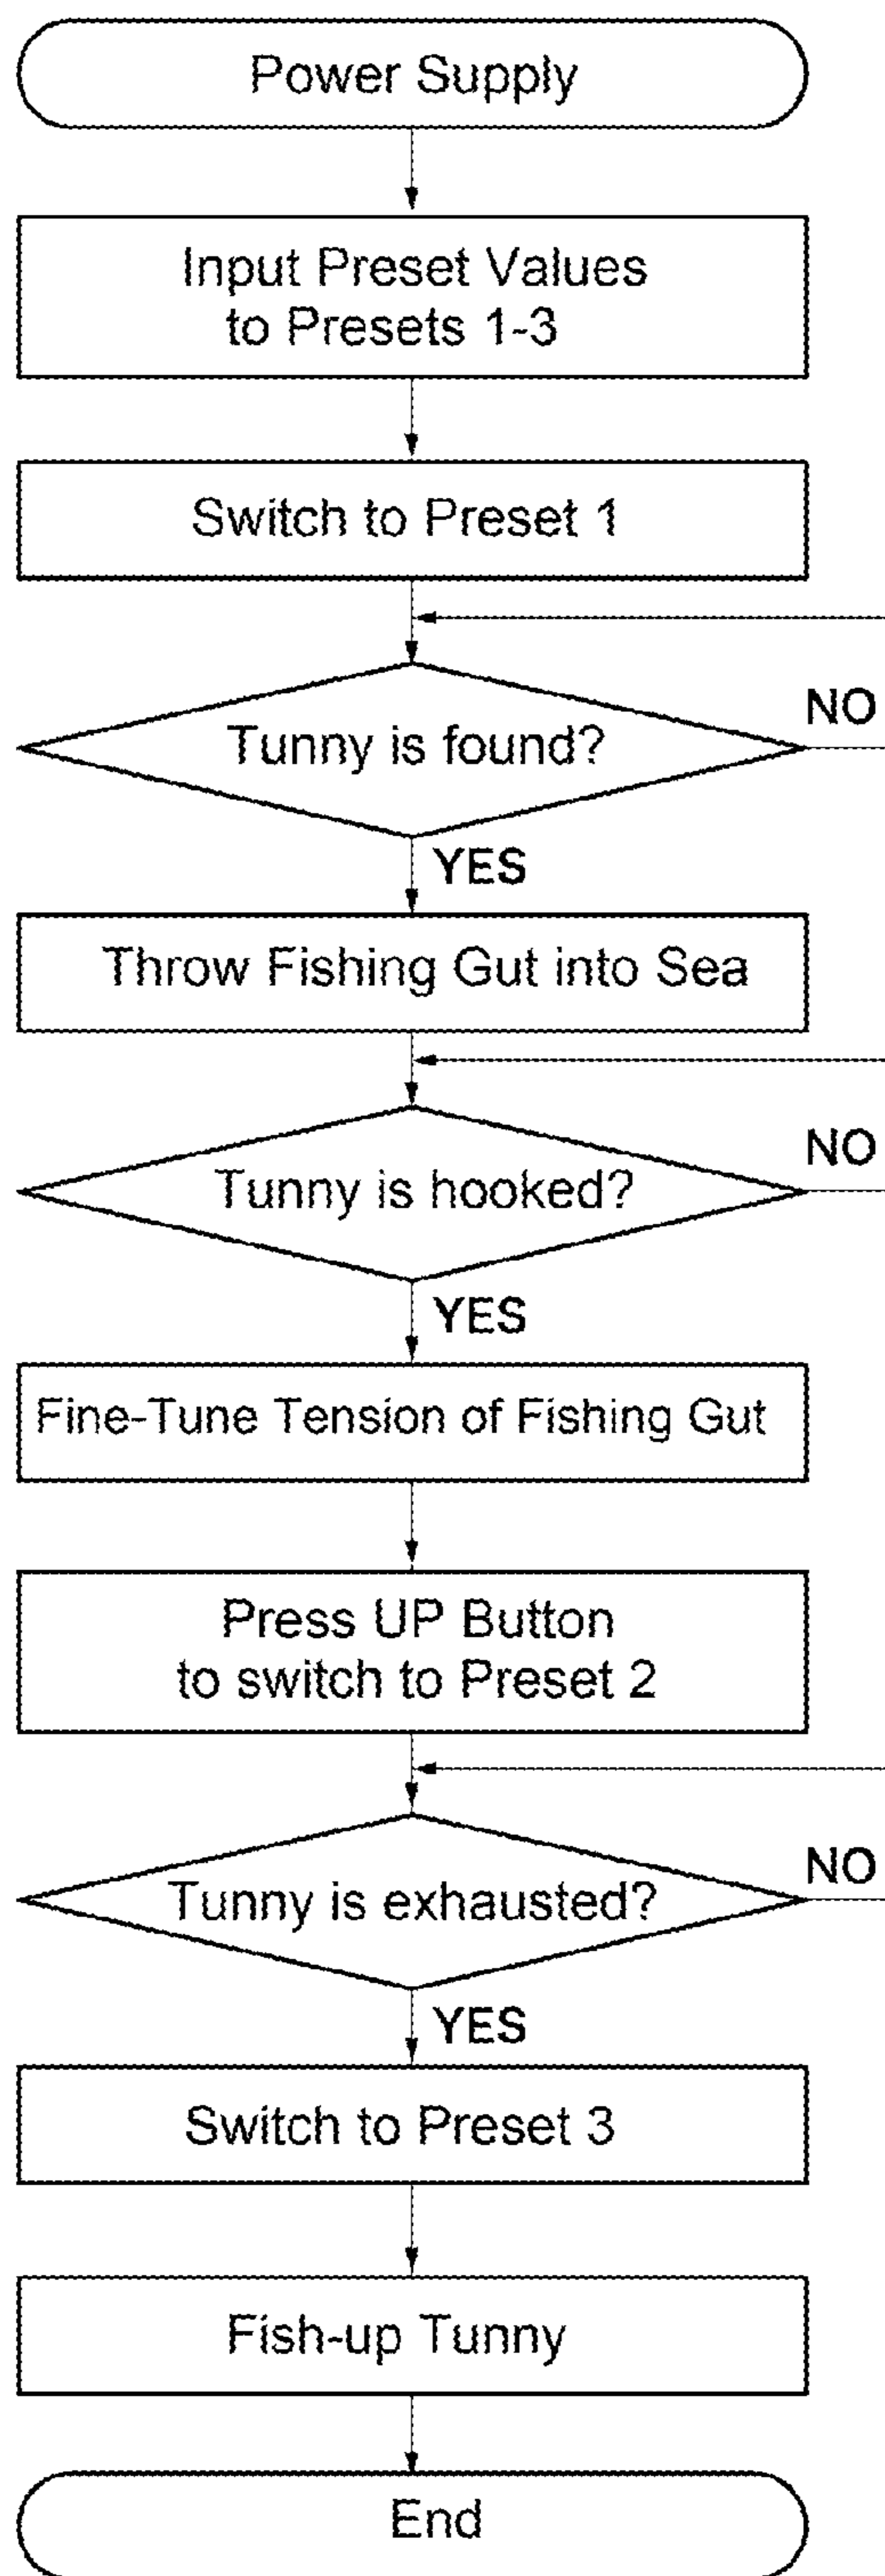 Power Supply
Input Preset Values
to Presets 1-3
Switch to Preset 1
Tunny is found?
NO
YES
Throw Fishing Gut into Sea
Tunny is hooked?
NO
YES
Fine-Tune Tension of Fishing Gut
Press UP Button
to switch to Preset 2
Tunny is exhausted?
NO
YES
Switch to Preset 3
Fish-up Tunny
End